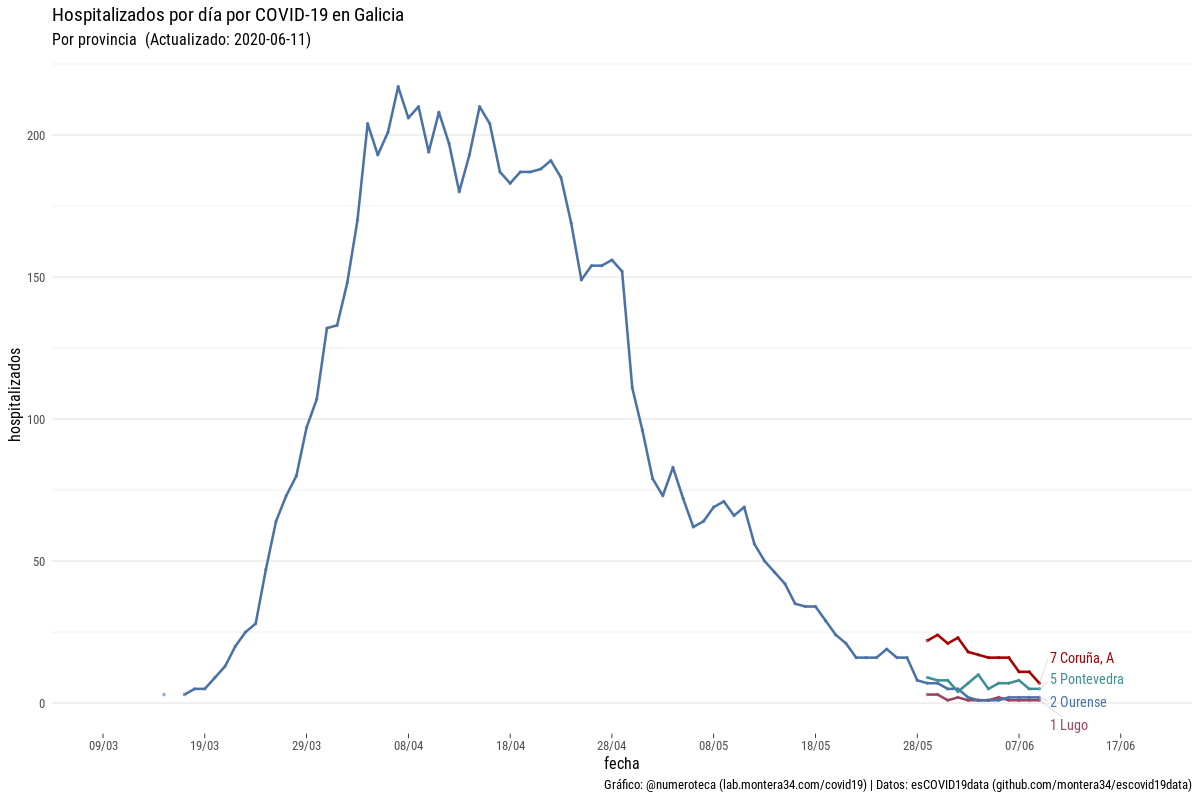 Hospitalizados por día por COVID-19 en Galicia
Por provincia  (Actualizado: 2020-06-11)
hospitalizados
200
150
100
50
0
7 Coruña, A
5 Pontevedra
2 Ourense
1 Lugo
09/03 19/03 29/03 08/04 18/04 28/04 08/05 18/05 28/05 07/06 17/06
fecha
Gráfico: @numeroteca (lab.montera34.com/covid19) | Datos: esCOVID19data (github.com/montera34/escovid19data)